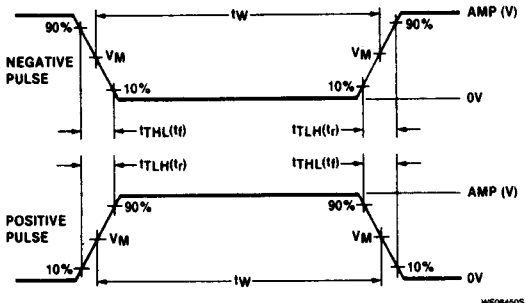 tW
AMP (V)
90%
90%
NEGATIVE
PULSE
VM
VM
10%
10%
0V
tTHL(tf)
tTLH(tr)
tTLH(tr)
tTHL(tf)
AMP (V)
90%
90%
POSITIVE
PULSE
VM
VM
10%
10%
tW
0V
WF06450S